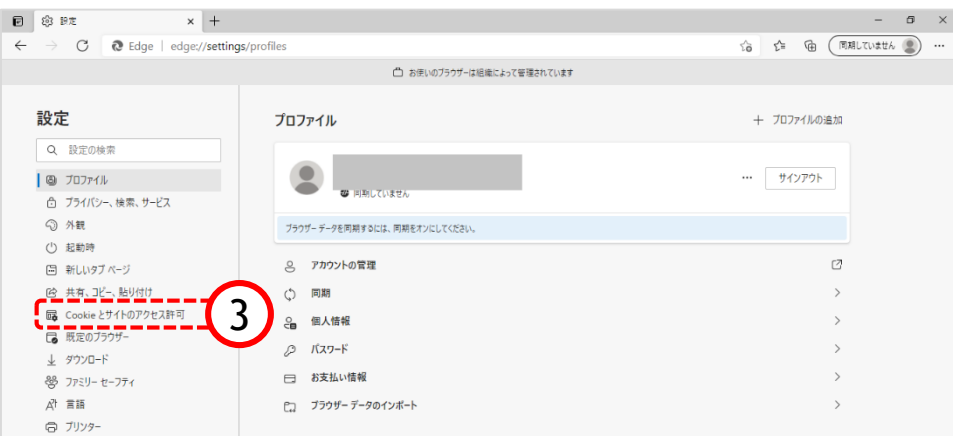 設定
Edge | edge://settings/profiles
同期していません
お使いのブラウザーは組織によって管理されています
設定
設定の検索
プロファイル
プライバシー、検索、サービス
外観
起動時
新しいタブ ページ
共有、コピー、貼り付け
Cookie とサイトのアクセス許可
3
既定のブラウザー
ダウンロード
ファミリー セーフティ
言語
プリンター
プロファイル
プロファイルの追加
同期していません
サインアウト
ブラウザー データを同期するには、同期をオンにしてください。
アカウントの管理
同期
個人情報
パスワード
お支払い情報
ブラウザー データのインポート